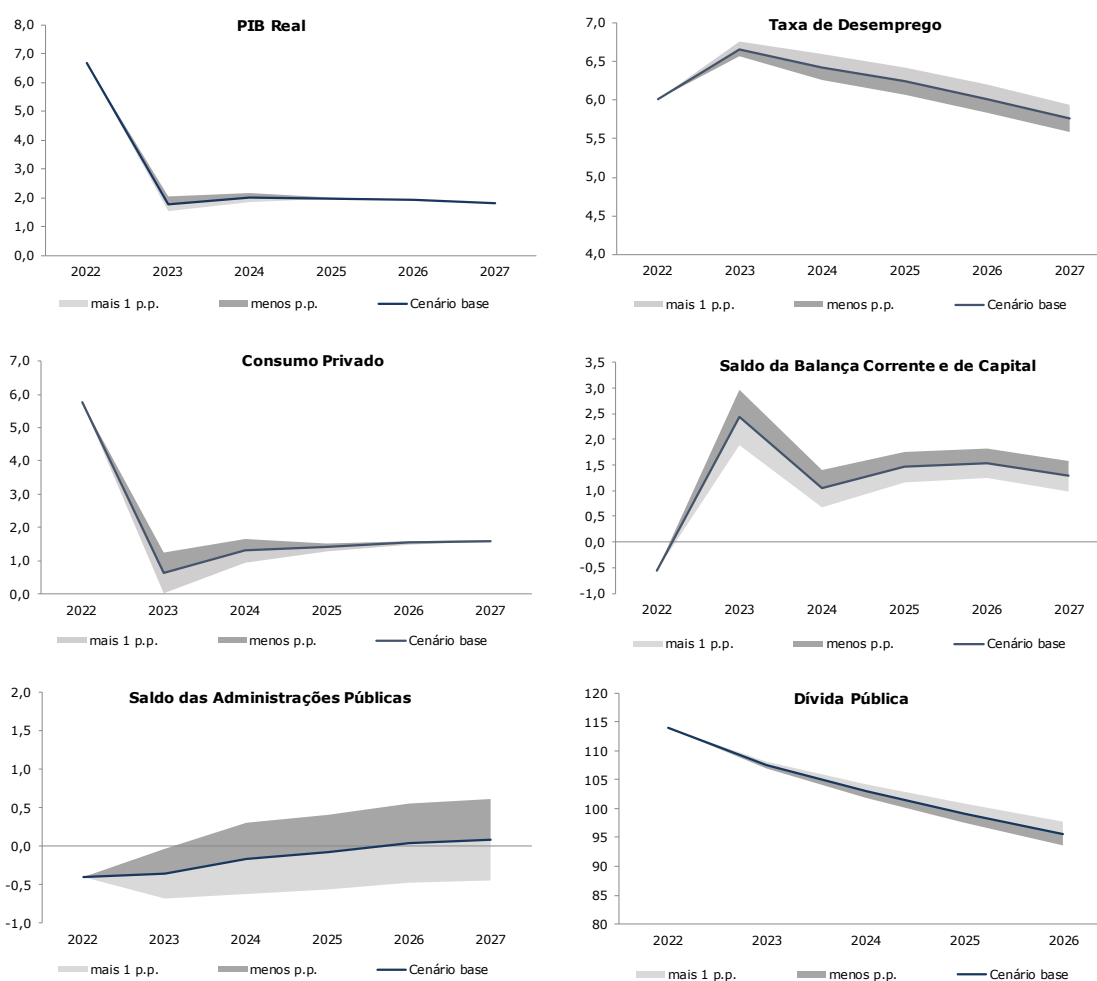 PIB Real
8,0
7,0
6,0
5,0
4,0
3,0
2,0
1,0
0,0
2022 2023 2024 2025 2026 2027
mais 1 p.p. menos p.p. Cenário base
Taxa de Desemprego
7,0
6,5
6,0
5,5
5,0
4,5
4,0
2022 2023 2024 2025 2026 2027
mais 1 p.p. menos p.p. Cenário base
Consumo Privado
7,0
6,0
5,0
4,0
3,0
2,0
1,0
0,0
2022 2023 2024 2025 2026 2027
mais 1 p.p. menos p.p. Cenário base
Saldo da Balança Corrente e de Capital
3,5
3,0
2,5
2,0
1,5
1,0
0,5
0,0
-0,5
-1,0
2022 2023 2024 2025 2026 2027
mais 1 p.p. menos p.p. Cenário base
Saldo das Administrações Públicas
2,0
1,5
1,0
0,5
0,0
-0,5
-1,0
2022 2023 2024 2025 2026 2027
mais 1 p.p. menos p.p. Cenário base
Dívida Pública
120
115
110
105
100
95
90
85
80
2022 2023 2024 2025 2026
mais 1 p.p. menos p.p. Cenário base